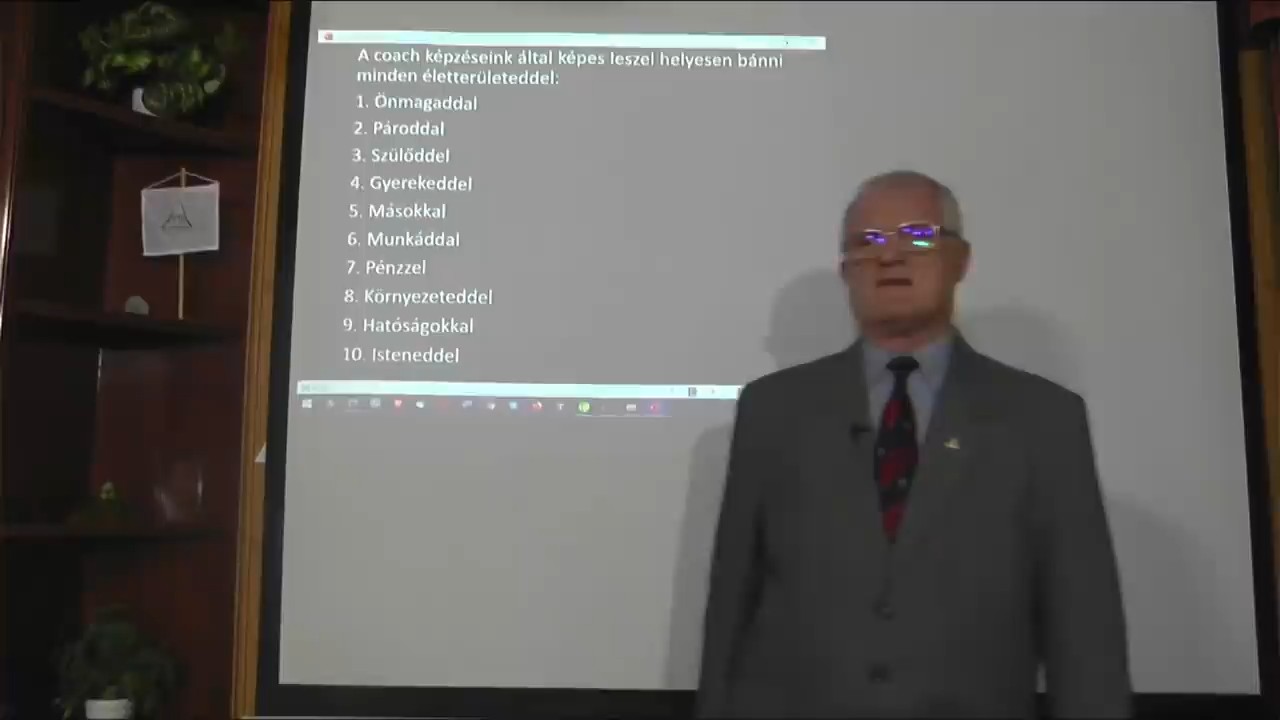 A coach képzéseink által képes leszel helyesen bánni
minden életterületeddel:
1. Önmagaddal
2. Pároddal
3. Szülőddel
4. Gyerekeddel
5. Másokkal
6. Munkáddal
7. Pénzzel
8. Környezeteddel
9. Hatóságokkal
10. Isteneddel